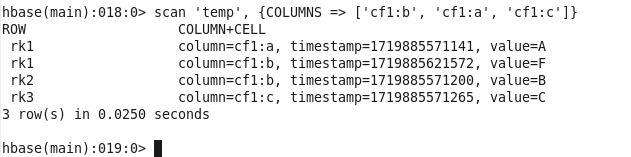 hbase(main):018:0> scan 'temp', {COLUMNS => ['cf1:b', 'cf1:a', 'cf1:c']}
ROW                   COLUMN+CELL
 rk1                  column=cf1:a, timestamp=1719885571141, value=A
 rk1                  column=cf1:b, timestamp=1719885621572, value=F
 rk2                  column=cf1:b, timestamp=1719885571200, value=B
 rk3                  column=cf1:c, timestamp=1719885571265, value=C
3 row(s) in 0.0250 seconds
hbase(main):019:0>